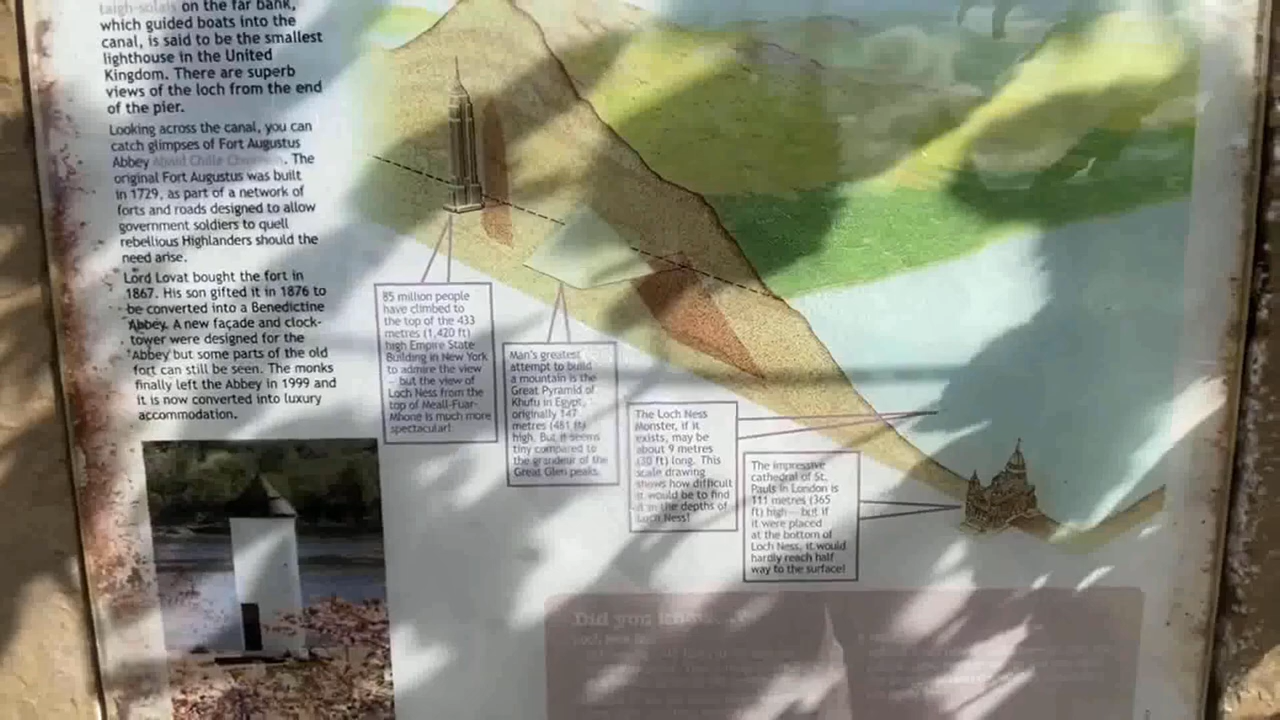 taigh-solais on the far bank,
which guided boats into the
canal, is said to be the smallest
lighthouse in the United
Kingdom. There are superb
views of the loch from the end
of the pier.
Looking across the canal, you can
catch glimpses of Fort Augustus
Abbey Abaid Chille . The
original Fort Augustus was built
in 1729, as part of a network of
forts and roads designed to allow
government soldiers to quell
rebellious Highlanders should the
need arise.
Lord Lovat bought the fort in
1867. His son gifted it in 1876 to
be converted into a Benedictine
Abbey. A new façade and clock-
tower were designed for the
Abbey but some parts of the old
fort can still be seen. The monks
finally left the Abbey in 1999 and
it is now converted into luxury
accommodation.
85 million people
have climbed to
the top of the 433
metres (1,420 ft)
high Empire State
Building in New York
to admire the view
– but the view of
Loch Ness from the
top of Meall-Fuar-
Mhone is much more
spectacular!
Man's greatest
attempt to build
a mountain is the
Great Pyramid of
Khufu in Egypt,
originally 147
metres (481 ft)
high. But it seems
tiny compared to
the grandeur of the
Great Glen peaks.
The Loch Ness
Monster, if it
exists, may be
about 9 metres
(30 ft) long. This
scale drawing
shows how difficult
it would be to find
it in the depths of
Loch Ness!
The impressive
cathedral of St.
Pauls in London is
111 metres (365
ft) high – but if
it were placed
at the bottom of
Loch Ness, it would
hardly reach half
way to the surface!
Did you know...?